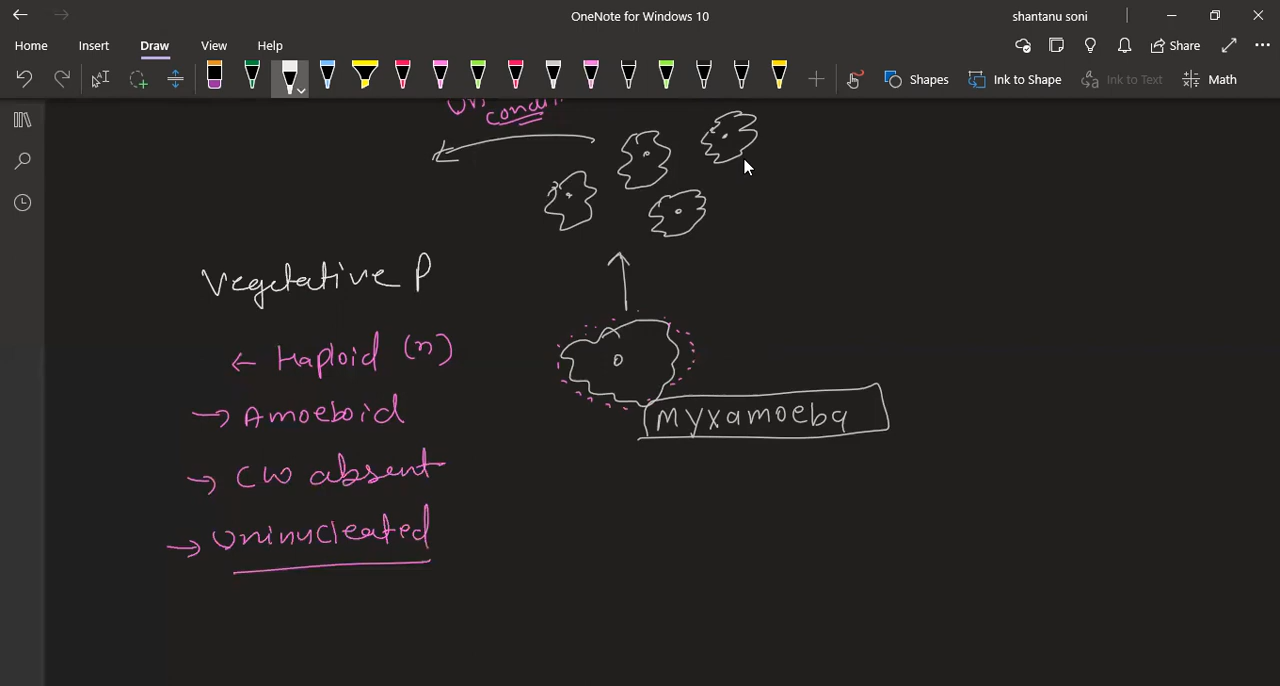 OneNote for Windows 10
shantanu soni
Home Insert Draw View Help
Share
Shapes
Ink to Shape
Ink to Text
Math
Vegetative P
← Haploid (n)
→ Amoeboid
→ CW absent
→ Uninucleated
myxamoeba